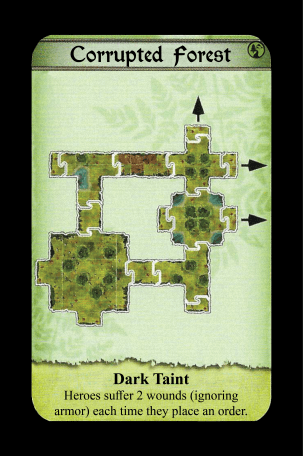 Corrupted Forest
Dark Taint
Heroes suffer 2 wounds (ignoring
armor) each time they place an order.